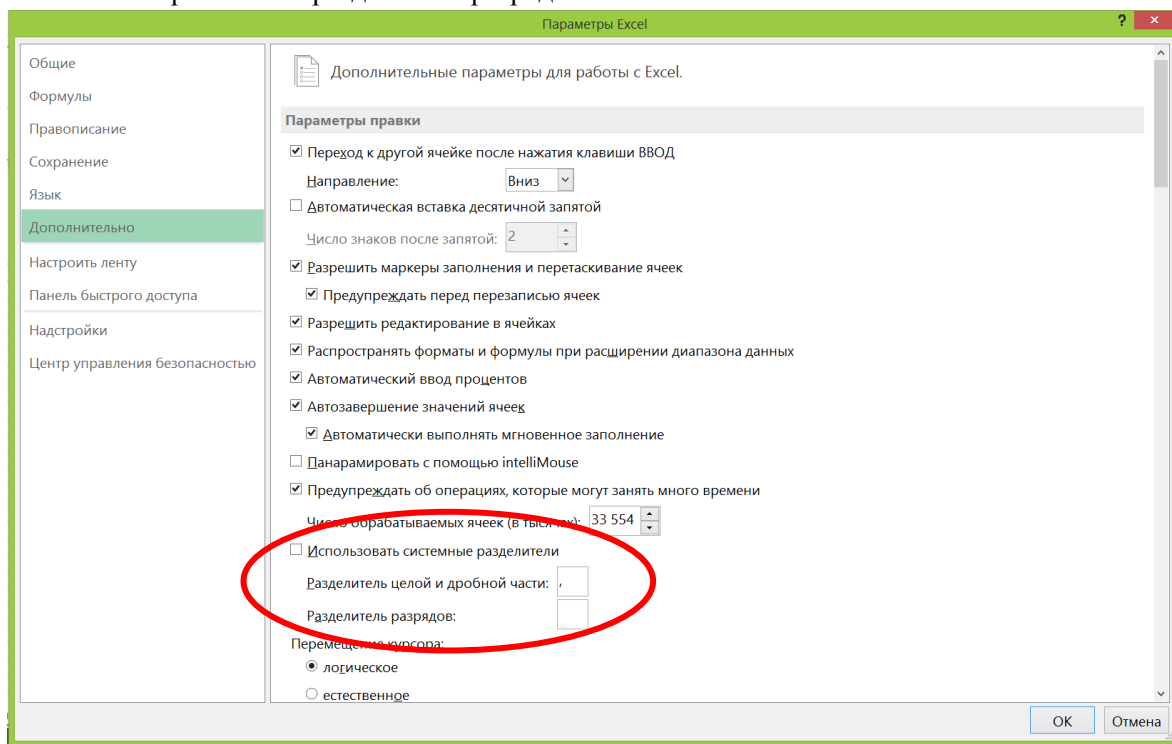 Параметры Excel ? ×
Общие
Формулы
Правописание
Сохранение
Язык
Дополнительно
Настроить ленту
Панель быстрого доступа
Надстройки
Центр управления безопасностью
Дополнительные параметры для работы с Excel.
Параметры правки
Переход к другой ячейке после нажатия клавиши ВВОД
Направление: Вниз
Автоматическая вставка десятичной запятой
Число знаков после запятой: 2
Разрешить маркеры заполнения и перетаскивание ячеек
Предупреждать перед перезаписью ячеек
Разрешить редактирование в ячейках
Распространять форматы и формулы при расширении диапазона данных
Автоматический ввод процентов
Автозавершение значений ячеек
Автоматически выполнять мгновенное заполнение
Панарамировать с помощью intelliMouse
Предупреждать об операциях, которые могут занять много времени
Число обрабатываемых ячеек (в тысячах): 33 554
Использовать системные разделители
Разделитель целой и дробной части: ,
Разделитель разрядов:
Перемещение курсора:
логическое
естественное
ОК Отмена